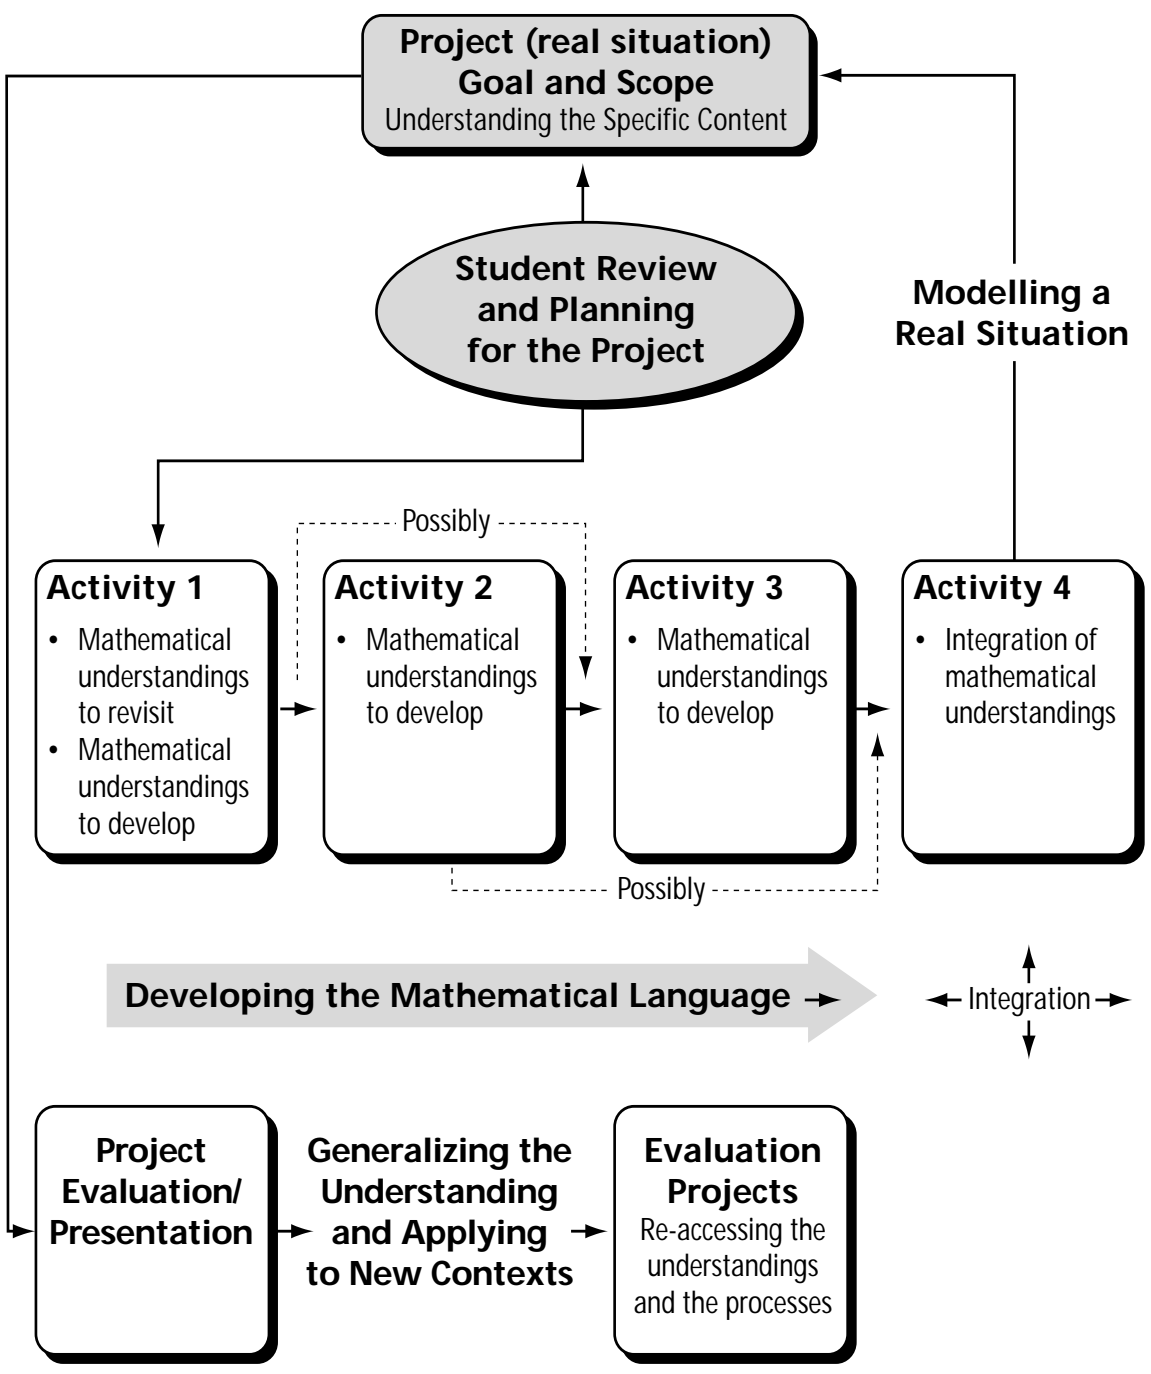 Project (real situation)
Goal and Scope
Understanding the Specific Content
Student Review
and Planning
for the Project
Modelling a
Real Situation
Possibly
Activity 1
• Mathematical
understandings
to revisit
• Mathematical
understandings
to develop
Activity 2
• Mathematical
understandings
to develop
Activity 3
• Mathematical
understandings
to develop
Activity 4
• Integration of
mathematical
understandings
Possibly
Developing the Mathematical Language
Integration
Project
Evaluation/
Presentation
Generalizing the
Understanding
and Applying
to New Contexts
Evaluation
Projects
Re-accessing the
understandings
and the processes